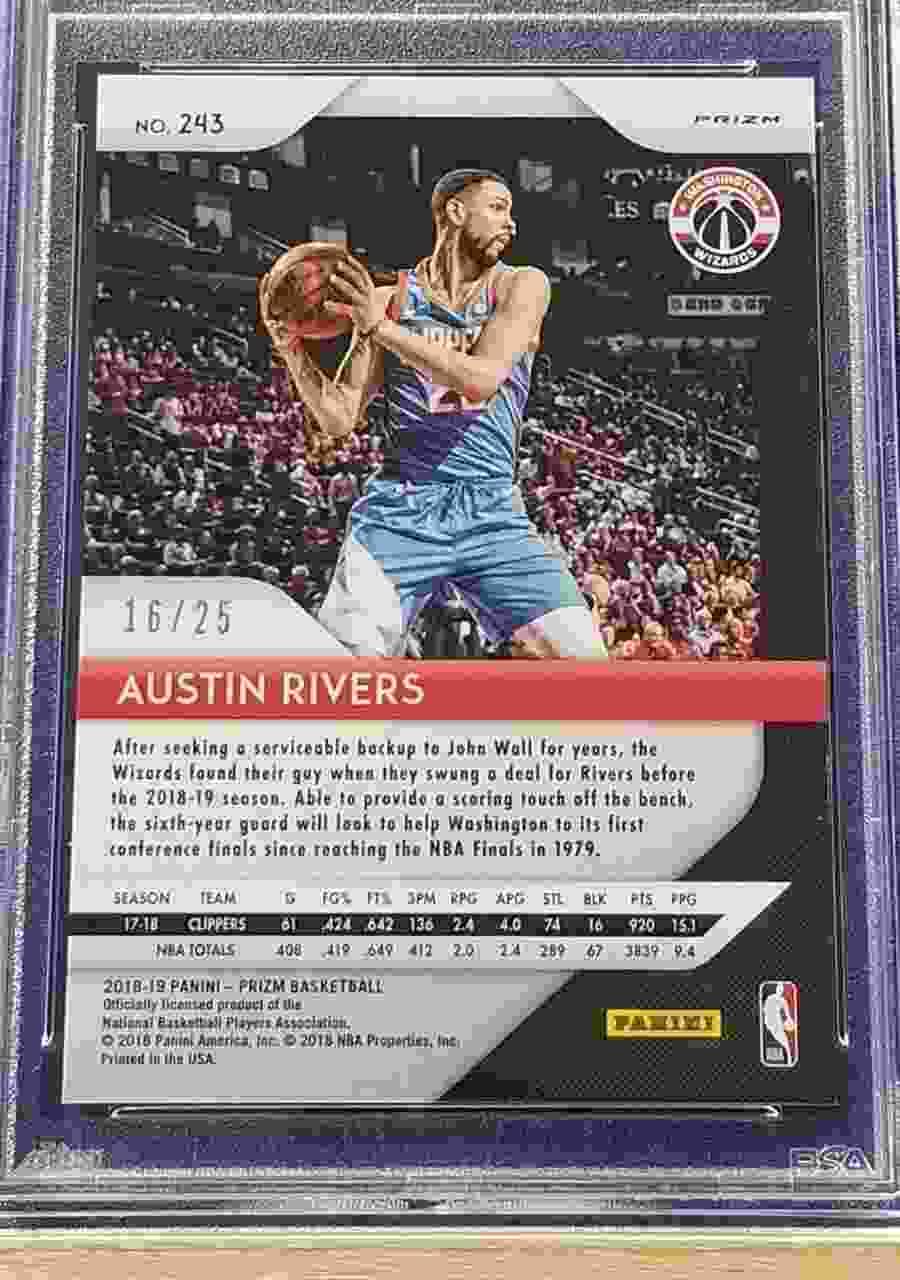 NO. 243
PRIZM
WASHINGTON
WIZARDS
16/25
AUSTIN RIVERS
After seeking a serviceable backup to John Wall for years, the
Wizards found their guy when they swung a deal for Rivers before
the 2018-19 season. Able to provide a scoring touch off the bench,
the sixth-year guard will look to help Washington to its first
conference finals since reaching the NBA Finals in 1979.
SEASON TEAM G FG% FT% 3PM RPG APG STL BLK PTS PPG
17-18 CLIPPERS 61 .424 .642 136 2.4 4.0 74 16 920 15.1
NBA TOTALS 408 .419 .649 412 2.0 2.4 289 67 3839 9.4
2018-19 PANINI – PRIZM BASKETBALL
Officially licensed product of the
National Basketball Players Association.
© 2018 Panini America, Inc. © 2018 NBA Properties, Inc.
Printed in the USA.
PANINI
NBA
PSA